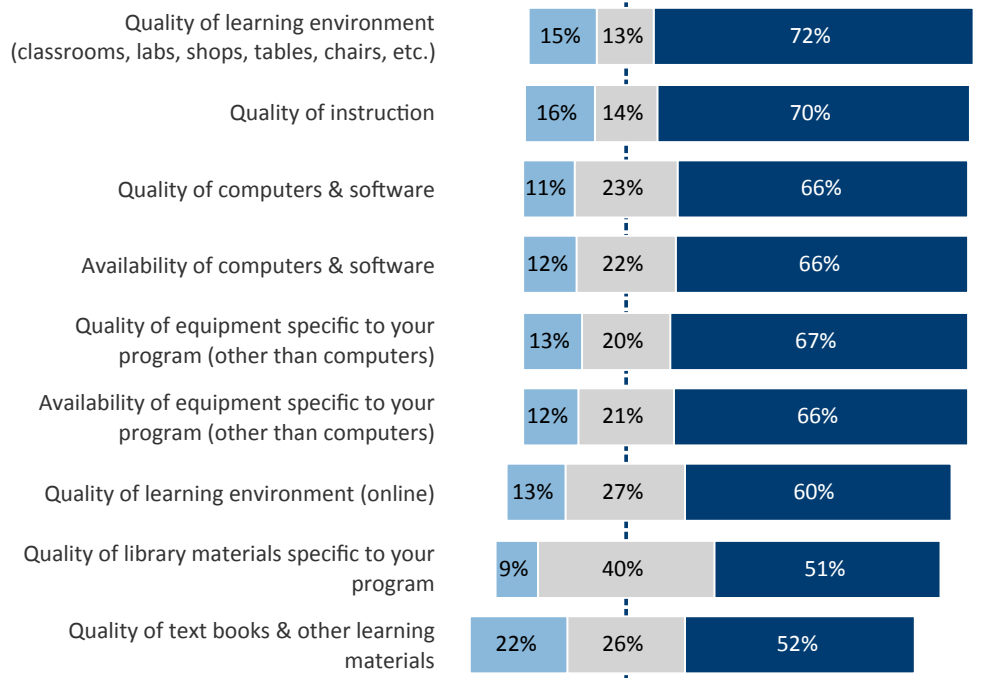 Quality of learning environment
(classrooms, labs, shops, tables, chairs, etc.)
15% 13% 72%
Quality of instruction
16% 14% 70%
Quality of computers & software
11% 23% 66%
Availability of computers & software
12% 22% 66%
Quality of equipment specific to your
program (other than computers)
13% 20% 67%
Availability of equipment specific to your
program (other than computers)
12% 21% 66%
Quality of learning environment (online)
13% 27% 60%
Quality of library materials specific to your
program
9% 40% 51%
Quality of text books & other learning
materials
22% 26% 52%